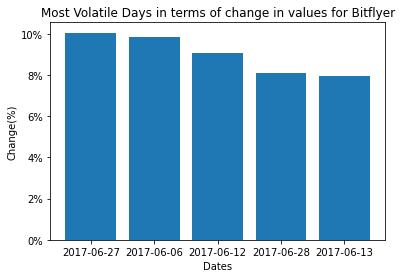 Most Volatile Days in terms of change in values for Bitflyer
10%
8%
6%
4%
2%
0%
Change(%)
2017-06-27 2017-06-06 2017-06-12 2017-06-28 2017-06-13
Dates